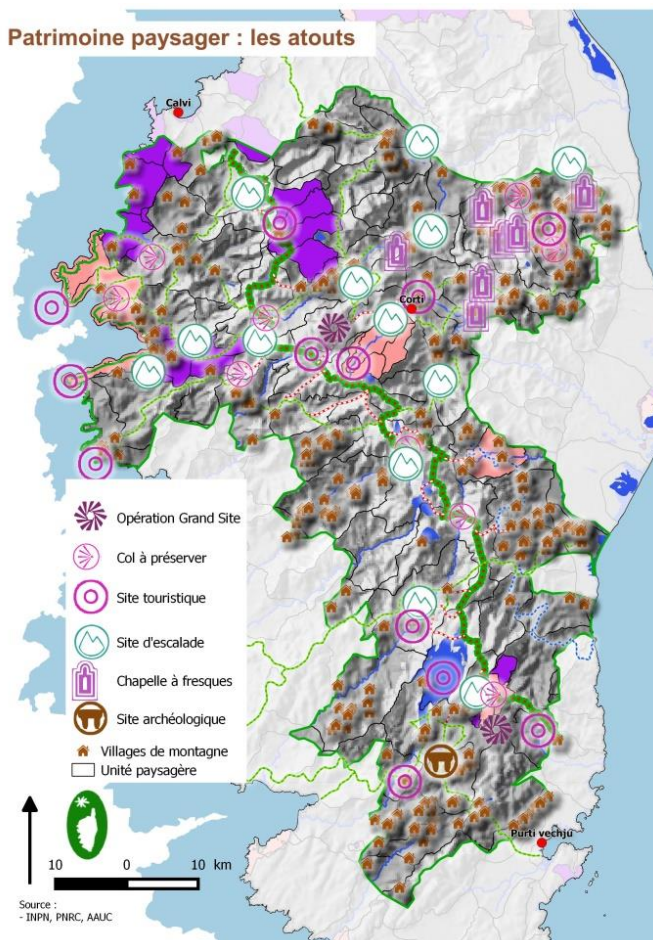 Patrimoine paysager : les atouts
Calvi
Corti
Opération Grand Site
Col à préserver
Site touristique
Site d'escalade
Chapelle à fresques
Site archéologique
Villages de montagne
Unité paysagère
Purti vechju
10 0 10 km
Source :
- INPN, PNRC, AAUC